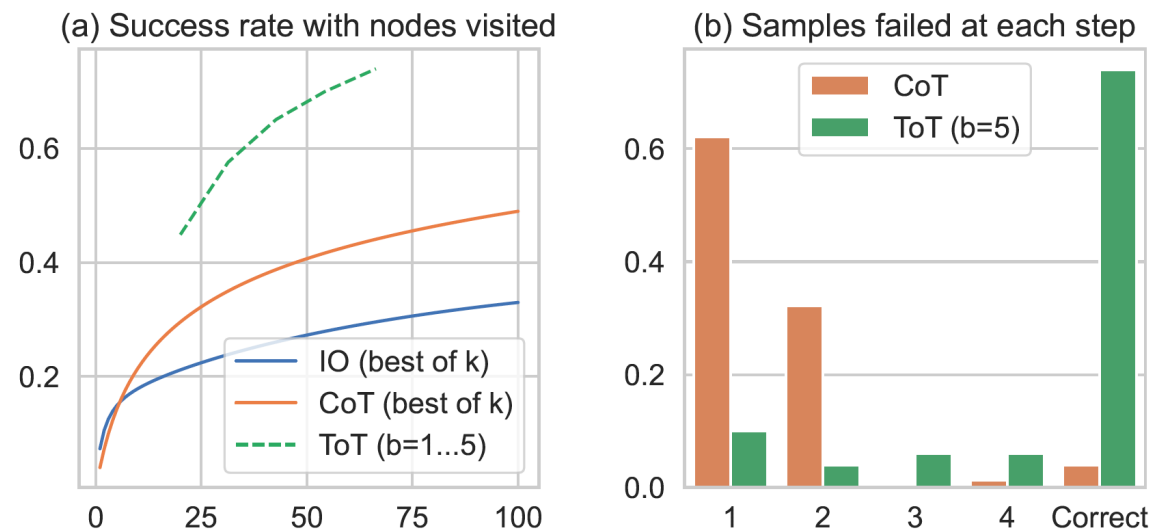 (a) Success rate with nodes visited
0.6
0.4
0.2
IO (best of k)
CoT (best of k)
ToT (b=1...5)
0 25 50 75 100
(b) Samples failed at each step
CoT
ToT (b=5)
0.6
0.4
0.2
0.0
1 2 3 4 Correct